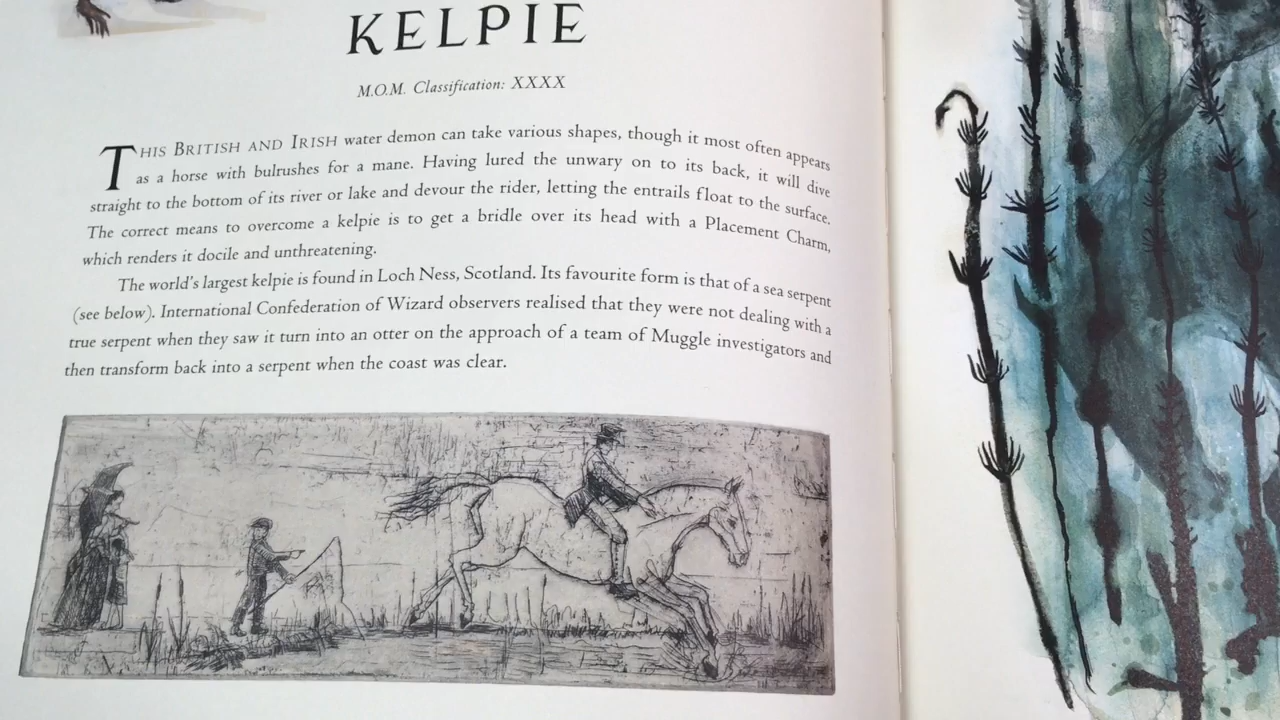 KELPIE
M.O.M. Classification: XXXX
THIS BRITISH AND IRISH water demon can take various shapes, though it most often appears
as a horse with bulrushes for a mane. Having lured the unwary on to its back, it will dive
straight to the bottom of its river or lake and devour the rider, letting the entrails float to the surface.
The correct means to overcome a kelpie is to get a bridle over its head with a Placement Charm,
which renders it docile and unthreatening.
The world's largest kelpie is found in Loch Ness, Scotland. Its favourite form is that of a sea serpent
(see below). International Confederation of Wizard observers realised that they were not dealing with a
true serpent when they saw it turn into an otter on the approach of a team of Muggle investigators and
then transform back into a serpent when the coast was clear.